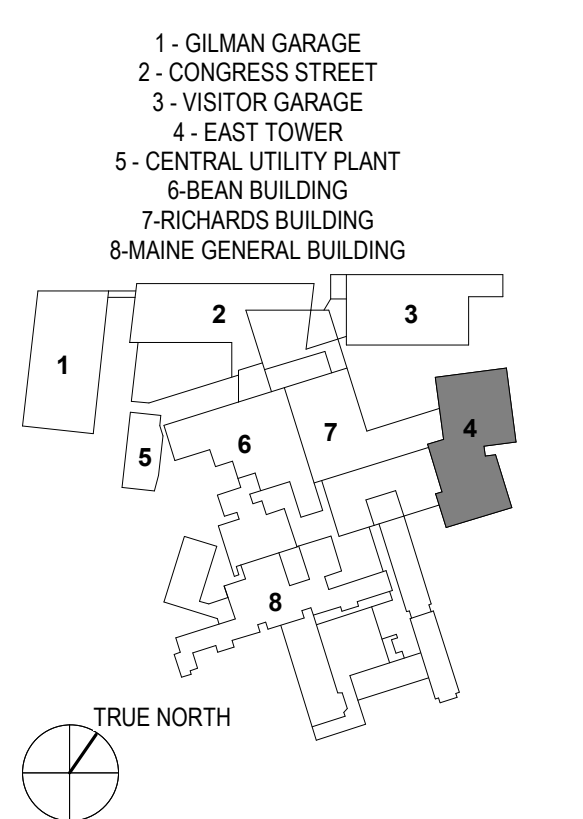 1 - GILMAN GARAGE
2 - CONGRESS STREET
3 - VISITOR GARAGE
4 - EAST TOWER
5 - CENTRAL UTILITY PLANT
6-BEAN BUILDING
7-RICHARDS BUILDING
8-MAINE GENERAL BUILDING
2
3
1
4
7
6
5
8
TRUE NORTH